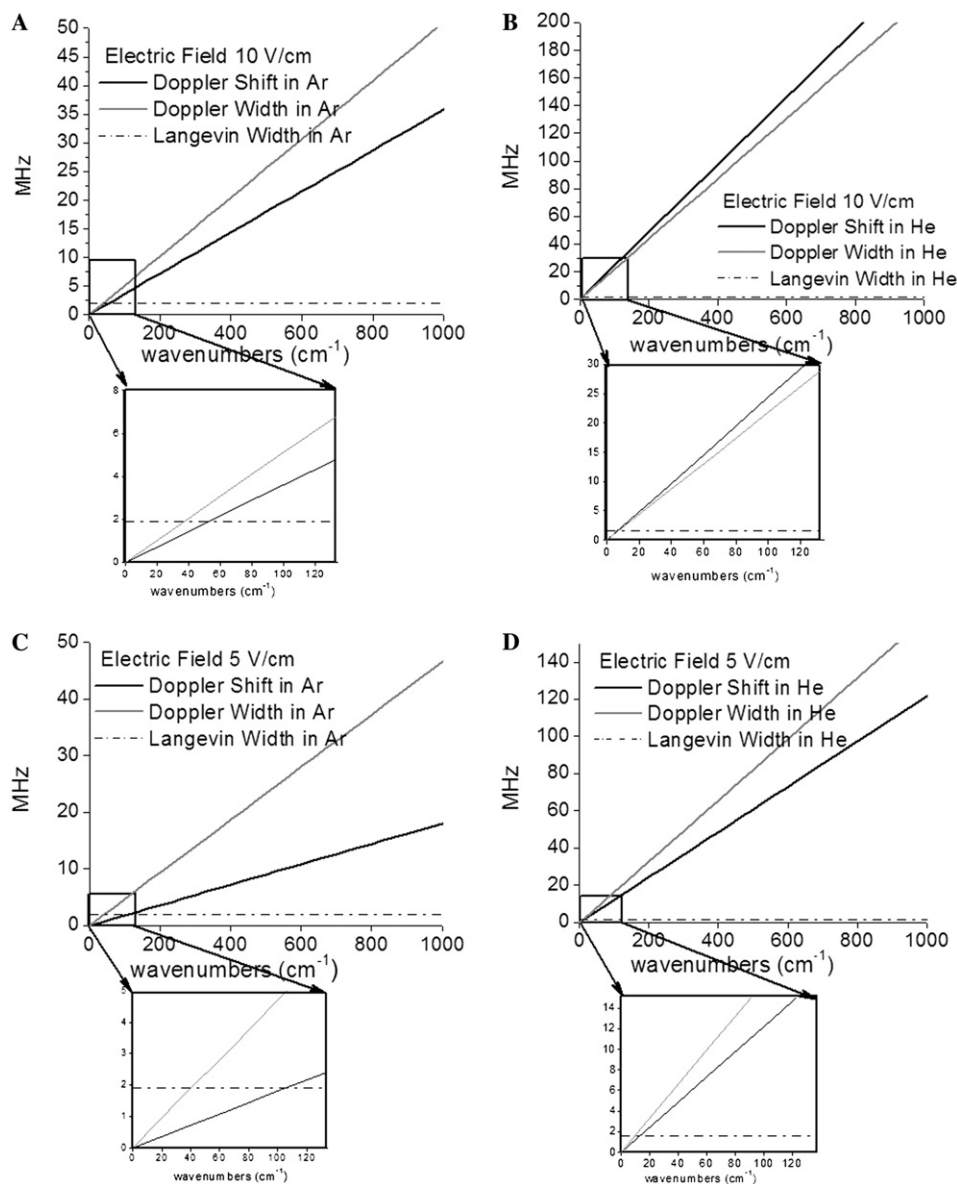 A
50
45
40
35
30
25
20
15
10
5
0
MHz
Electric Field 10 V/cm
Doppler Shift in Ar
Doppler Width in Ar
Langevin Width in Ar
0 200 400 600 800 1000
wavenumbers (cm⁻¹)
8
6
4
2
0
0 20 40 60 80 100 120
wavenumbers (cm⁻¹)
B
200
180
160
140
120
100
80
60
40
20
0
MHz
Electric Field 10 V/cm
Doppler Shift in He
Doppler Width in He
Langevin Width in He
0 200 400 600 800 1000
wavenumbers (cm⁻¹)
30
25
20
15
10
5
0
0 20 40 60 80 100 120
wavenumbers (cm⁻¹)
C
50
40
30
20
10
0
MHz
Electric Field 5 V/cm
Doppler Shift in Ar
Doppler Width in Ar
Langevin Width in Ar
0 200 400 600 800 1000
wavenumbers (cm⁻¹)
5
4
3
2
1
0
0 20 40 60 80 100 120
wavenumbers (cm⁻¹)
D
140
120
100
80
60
40
20
0
MHz
Electric Field 5 V/cm
Doppler Shift in He
Doppler Width in He
Langevin Width in He
0 200 400 600 800 1000
wavenumbers (cm⁻¹)
14
12
10
8
6
4
2
0
0 20 40 60 80 100 120
wavenumbers (cm⁻¹)